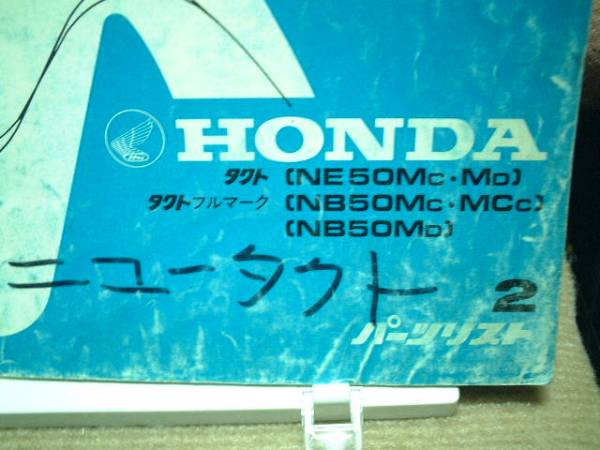 HONDA
タクト (NE50MC・MD)
タクトフルマーク (NB50MC・MCC)
(NB50MD)
ニュータクト
2
パーツリスト